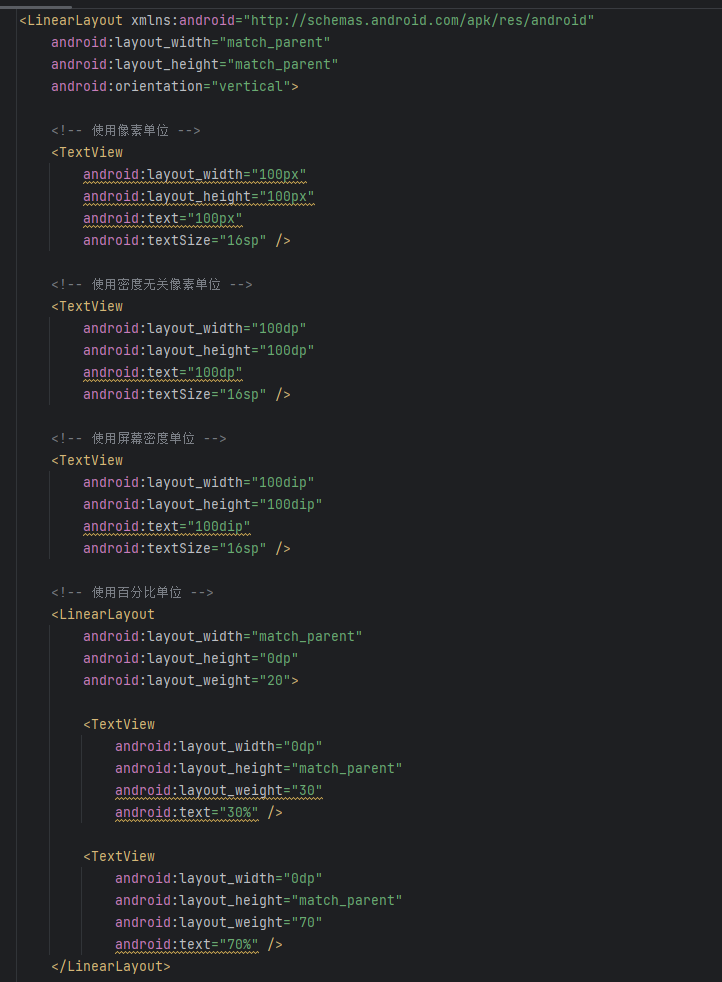 <LinearLayout xmlns:android="http://schemas.android.com/apk/res/android"
    android:layout_width="match_parent"
    android:layout_height="match_parent"
    android:orientation="vertical">

    <!-- 使用像素单位 -->
    <TextView
        android:layout_width="100px"
        android:layout_height="100px"
        android:text="100px"
        android:textSize="16sp" />

    <!-- 使用密度无关像素单位 -->
    <TextView
        android:layout_width="100dp"
        android:layout_height="100dp"
        android:text="100dp"
        android:textSize="16sp" />

    <!-- 使用屏幕密度单位 -->
    <TextView
        android:layout_width="100dip"
        android:layout_height="100dip"
        android:text="100dip"
        android:textSize="16sp" />

    <!-- 使用百分比单位 -->
    <LinearLayout
        android:layout_width="match_parent"
        android:layout_height="0dp"
        android:layout_weight="20">

        <TextView
            android:layout_width="0dp"
            android:layout_height="match_parent"
            android:layout_weight="30"
            android:text="30%" />

        <TextView
            android:layout_width="0dp"
            android:layout_height="match_parent"
            android:layout_weight="70"
            android:text="70%" />
    </LinearLayout>